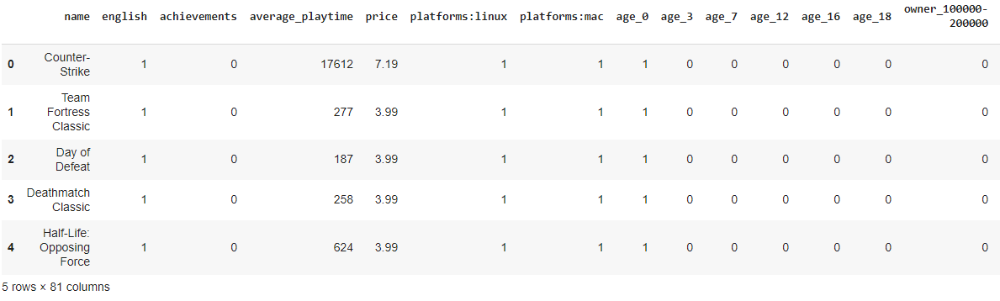 name english achievements average_playtime price platforms:linux platforms:mac age_0 age_3 age_7 age_12 age_16 age_18 owner_100000-
200000
0 Counter-
Strike 1 0 17612 7.19 1 1 1 0 0 0 0 0 0
1 Team
Fortress
Classic 1 0 277 3.99 1 1 1 0 0 0 0 0 0
2 Day of
Defeat 1 0 187 3.99 1 1 1 0 0 0 0 0 0
3 Deathmatch
Classic 1 0 258 3.99 1 1 1 0 0 0 0 0 0
4 Half-Life:
Opposing
Force 1 0 624 3.99 1 1 1 0 0 0 0 0 0
5 rows × 81 columns